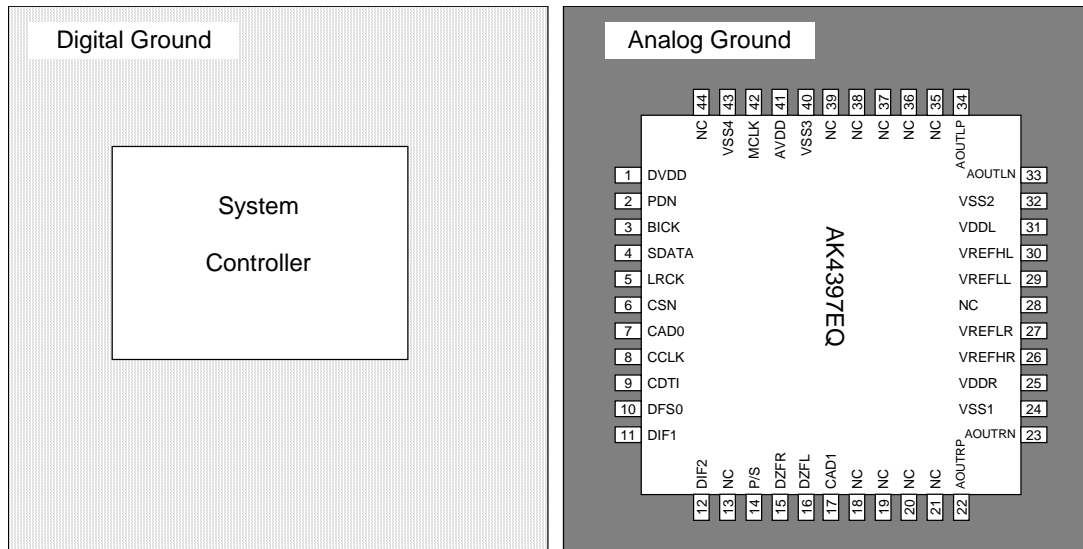 Digital Ground
System
Controller
Analog Ground
44 NC
43 VSS4
42 MCLK
41 AVDD
40 VSS3
39 NC
38 NC
37 NC
36 NC
35 NC
34 AOUTLP
1 DVDD
2 PDN
3 BICK
4 SDATA
5 LRCK
6 CSN
7 CAD0
8 CCLK
9 CDTI
10 DFS0
11 DIF1
AK4397EQ
AOUTLN 33
VSS2 32
VDDL 31
VREFHL 30
VREFLL 29
NC 28
VREFLR 27
VREFHR 26
VDDR 25
VSS1 24
AOUTRN 23
12 DIF2
13 NC
14 P/S
15 DZFR
16 DZFL
17 CAD1
18 NC
19 NC
20 NC
21 NC
22 AOUTRP